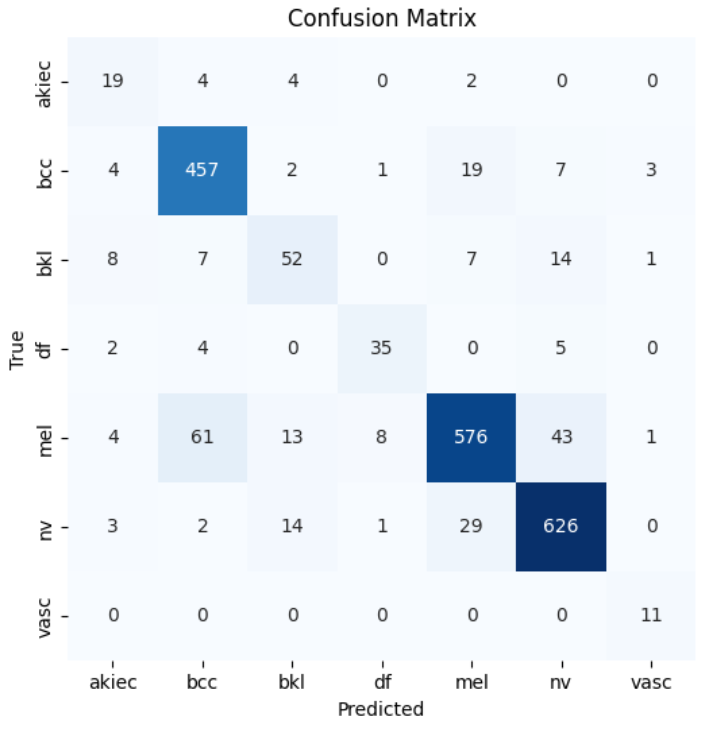 Confusion Matrix
akiec 19 4 4 0 2 0 0
bcc 4 457 2 1 19 7 3
bkl 8 7 52 0 7 14 1
df 2 4 0 35 0 5 0
mel 4 61 13 8 576 43 1
nv 3 2 14 1 29 626 0
vasc 0 0 0 0 0 0 11
True
akiec bcc bkl df mel nv vasc
Predicted